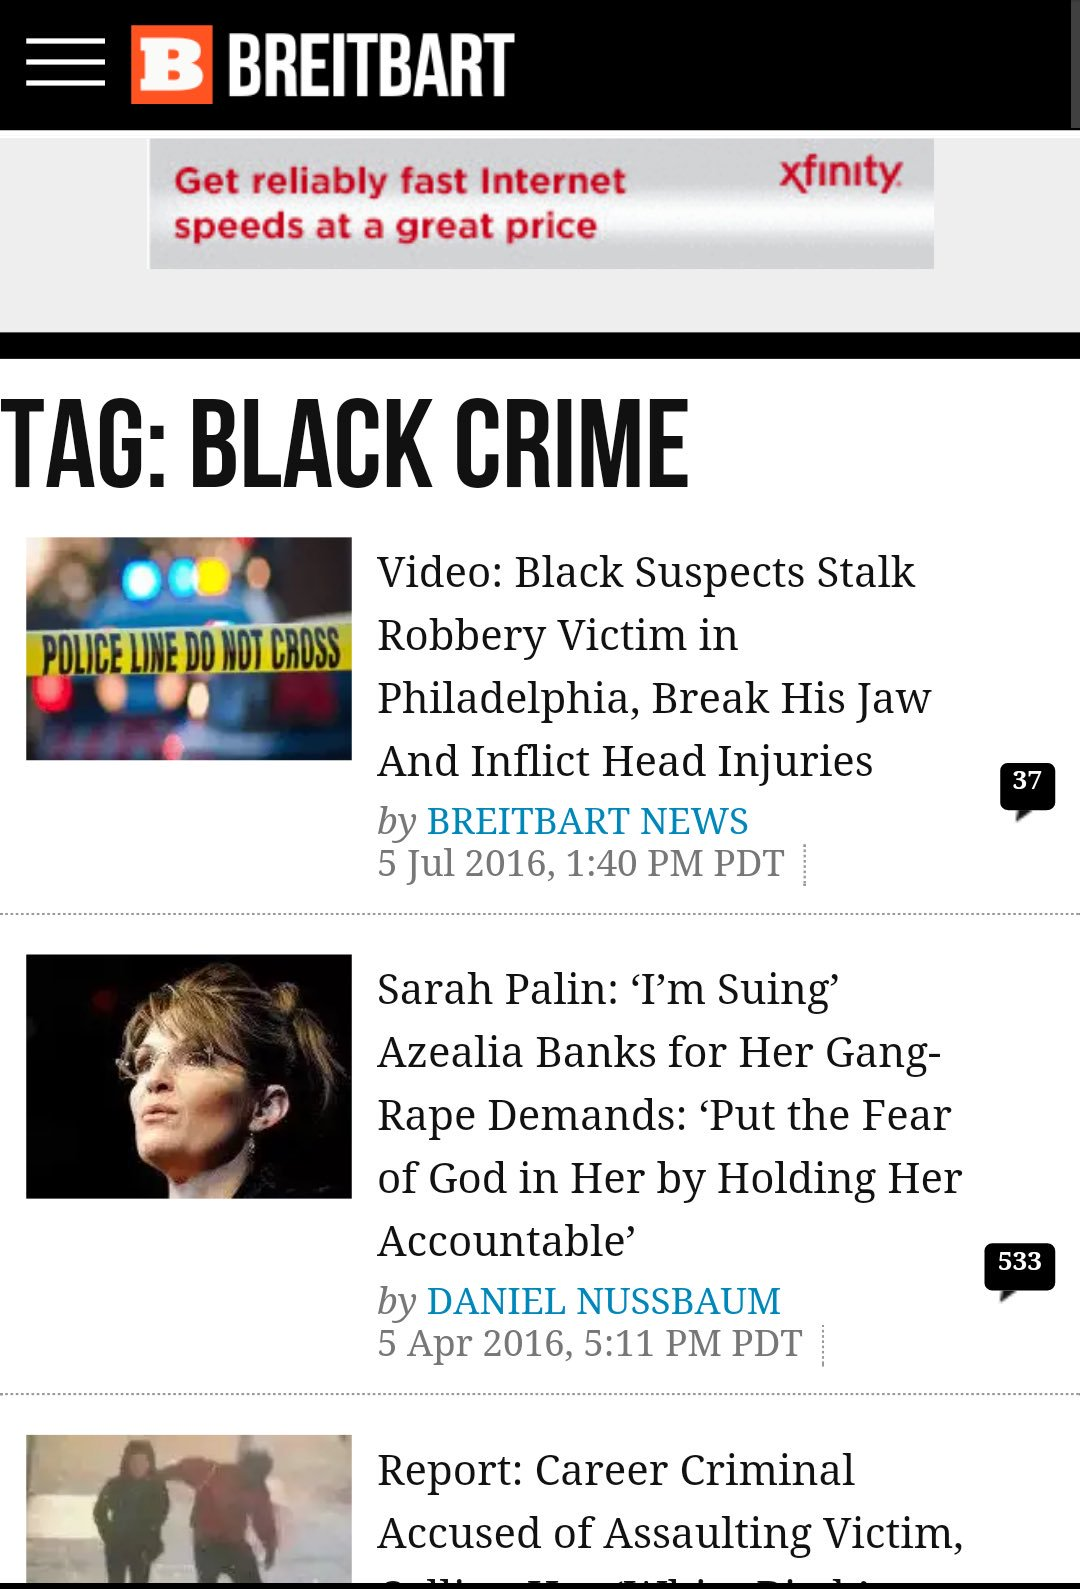 B BREITBART
Get reliably fast Internet
speeds at a great price
xfinity
TAG: BLACK CRIME
POLICE LINE DO NOT CROSS
Video: Black Suspects Stalk
Robbery Victim in
Philadelphia, Break His Jaw
And Inflict Head Injuries
by BREITBART NEWS
5 Jul 2016, 1:40 PM PDT
37
Sarah Palin: ‘I’m Suing’
Azealia Banks for Her Gang-
Rape Demands: ‘Put the Fear
of God in Her by Holding Her
Accountable’
by DANIEL NUSSBAUM
5 Apr 2016, 5:11 PM PDT
533
Report: Career Criminal
Accused of Assaulting Victim,